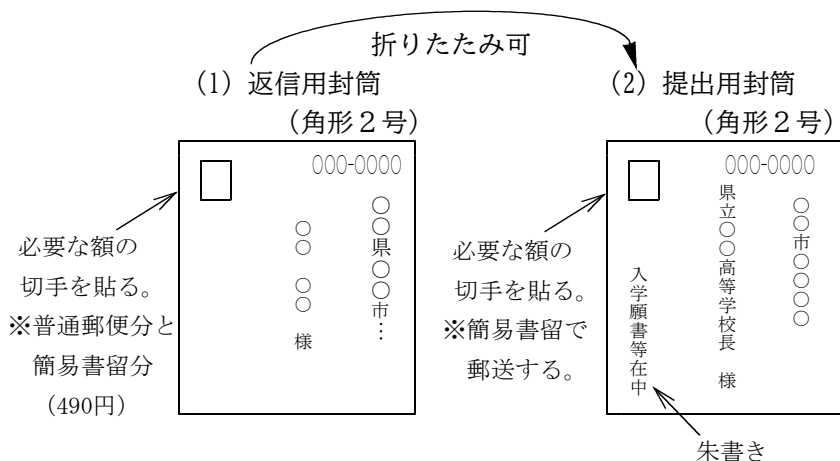 折りたたみ可
(1) 返信用封筒
(角形２号)
000-0000
○○県○○市…
○○ ○○ 様
必要な額の
切手を貼る。
※普通郵便分と
簡易書留分
(490円)
(2) 提出用封筒
(角形２号)
000-0000
○○市○○○○
県立○○高等学校長 様
入学願書等在中
必要な額の
切手を貼る。
※簡易書留で
郵送する。
朱書き